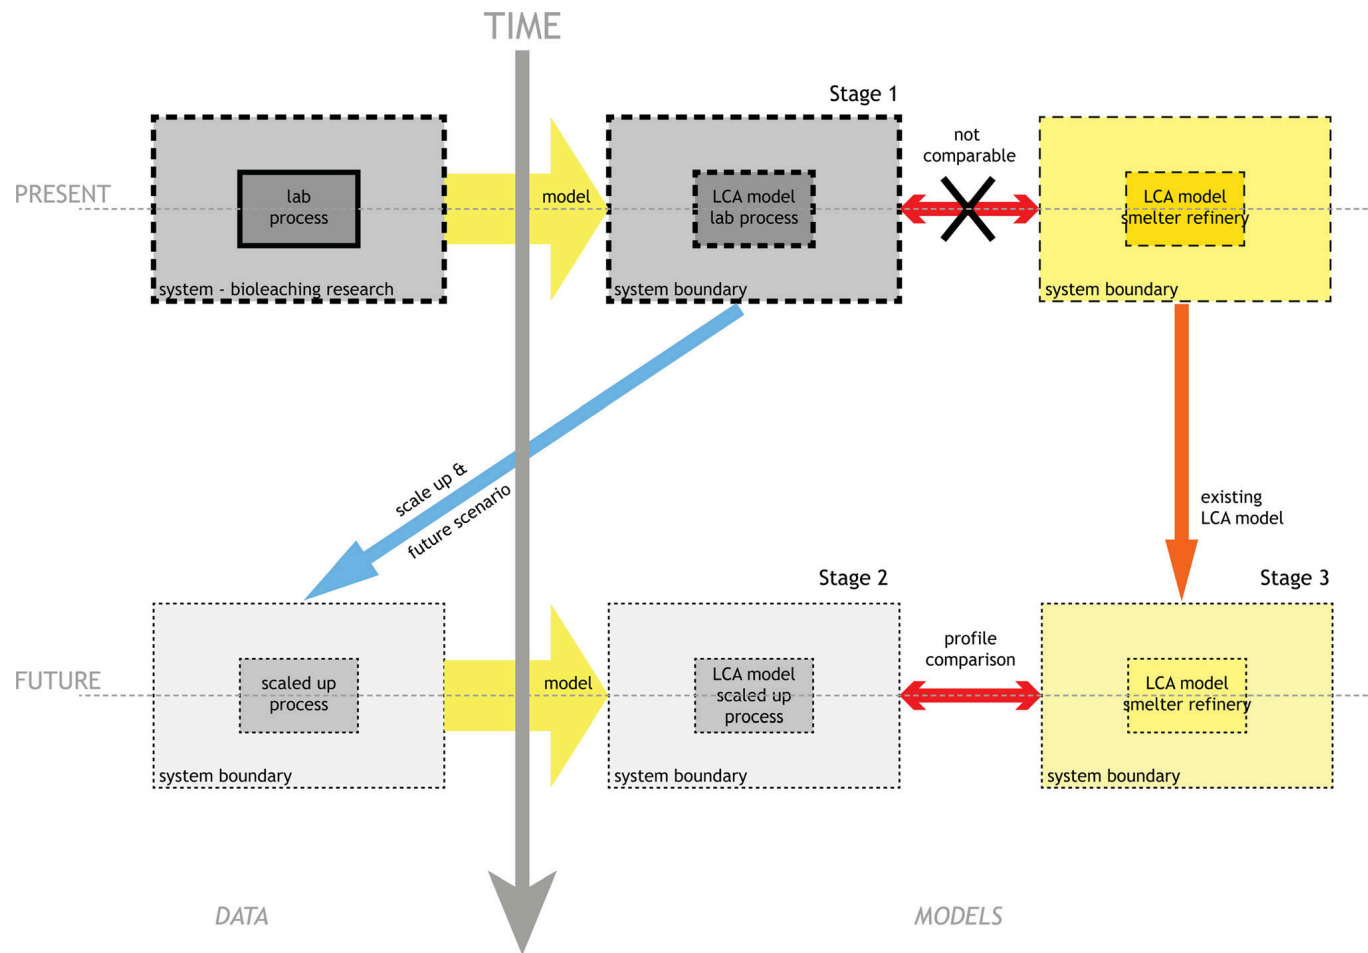 TIME
Stage 1
not
comparable
PRESENT
lab
process
model
LCA model
lab process
LCA model
smelter refinery
system - bioleaching research
system boundary
system boundary
scale up &
future scenario
existing
LCA model
Stage 2
Stage 3
profile
comparison
FUTURE
scaled up
process
model
LCA model
scaled up
process
LCA model
smelter refinery
system boundary
system boundary
system boundary
DATA
MODELS